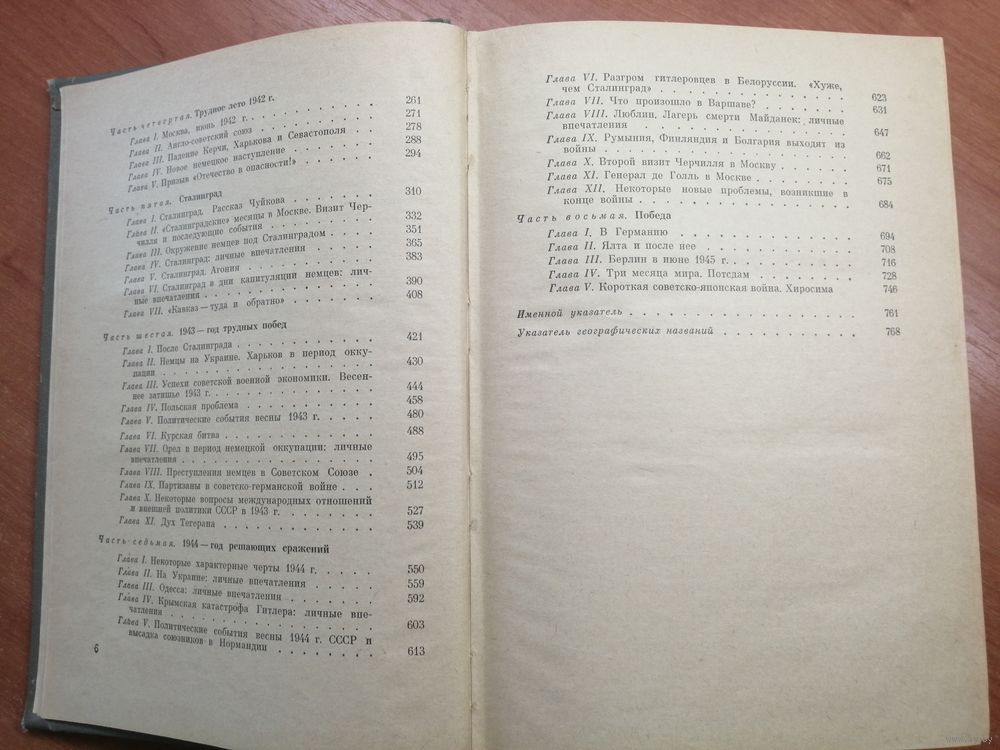 Часть четвертая. Трудное лето 1942 г.
Глава I. Москва, июнь 1942 г. . . . . . . . . 261
Глава II. Англо-советский союз . . . . . . . . 271
Глава III. Падение Керчи, Харькова и Севастополя 278
Глава IV. Новое немецкое наступление . . . . . 288
Глава V. Призыв «Отечество в опасности!» . . . 294
Часть пятая. Сталинград
Глава I. Сталинград. Рассказ Чуйкова . . . . . 310
Глава II. «Сталинградские» месяцы в Москве. Визит Чер-
чилля и последующие события . . . . . . . 332
Глава III. Окружение немцев под Сталинградом . . 351
Глава IV. Сталинград: личные впечатления . . . 365
Глава V. Сталинград. Агония . . . . . . . . 383
Глава VI. Сталинград в дни капитуляции немцев: лич-
ные впечатления . . . . . . . . . . . 390
Глава VII. «Кавказ — туда и обратно» . . . . . 408
Часть шестая. 1943 — год трудных побед
Глава I. После Сталинграда . . . . . . . . . 421
Глава II. Немцы на Украине. Харьков в период окку-
пации . . . . . . . . . . . . . . 430
Глава III. Успехи советской военной экономики. Весен-
нее затишье 1943 г. . . . . . . . . . . 444
Глава IV. Польская проблема . . . . . . . . 458
Глава V. Политические события весны 1943 г. . . . 480
Глава VI. Курская битва . . . . . . . . . . 488
Глава VII. Орел в период немецкой оккупации: личные
впечатления . . . . . . . . . . . . 495
Глава VIII. Преступления немцев в Советском Союзе . 504
Глава IX. Партизаны в советско-германской войне . . . 512
Глава X. Некоторые вопросы международных отношений
и внешней политики СССР в 1943 г. . . . . . 527
Глава XI. Дух Тегерана . . . . . . . . . . 539
Часть седьмая. 1944 — год решающих сражений
Глава I. Некоторые характерные черты 1944 г. . . . 550
Глава II. На Украине: личные впечатления . . . . 559
Глава III. Одесса: личные впечатления . . . . . 592
Глава IV. Крымская катастрофа Гитлера: личные впе-
чатления . . . . . . . . . . . . . 603
Глава V. Политические события весны 1944 г. СССР и
высадка союзников в Нормандии . . . . . . . 613
6
Глава VI. Разгром гитлеровцев в Белоруссии. «Хуже,
чем Сталинград» . . . . . . . . . . . 623
Глава VII. Что произошло в Варшаве? . . . . . 631
Глава VIII. Люблин. Лагерь смерти Майданек: личные
впечатления . . . . . . . . . . . . 647
Глава IX. Румыния, Финляндия и Болгария выходят из
войны . . . . . . . . . . . . . . 662
Глава X. Второй визит Черчилля в Москву . . . . 671
Глава XI. Генерал де Голль в Москве . . . . . 675
Глава XII. Некоторые новые проблемы, возникшие в
конце войны . . . . . . . . . . . . 684
Часть восьмая. Победа
Глава I. В Германию . . . . . . . . . . . 694
Глава II. Ялта и после нее . . . . . . . . . 708
Глава III. Берлин в июне 1945 г. . . . . . . . 716
Глава IV. Три месяца мира. Потсдам . . . . . . 728
Глава V. Короткая советско-японская война. Хиросима 746
Именной указатель . . . . . . . . . . . . 761
Указатель географических названий . . . . . . . 768